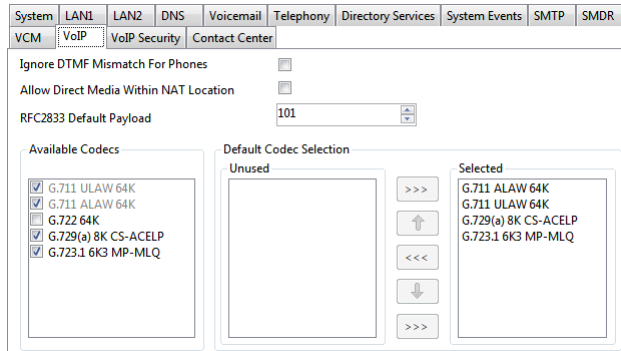 System LAN1 LAN2 DNS Voicemail Telephony Directory Services System Events SMTP SMDR
VCM VoIP VoIP Security Contact Center
Ignore DTMF Mismatch For Phones
Allow Direct Media Within NAT Location
RFC2833 Default Payload 101
Available Codecs
G.711 ULAW 64K
G.711 ALAW 64K
G.722 64K
G.729(a) 8K CS-ACELP
G.723.1 6K3 MP-MLQ
Default Codec Selection
Unused
>>>
<<<
>>>
Selected
G.711 ALAW 64K
G.711 ULAW 64K
G.729(a) 8K CS-ACELP
G.723.1 6K3 MP-MLQ